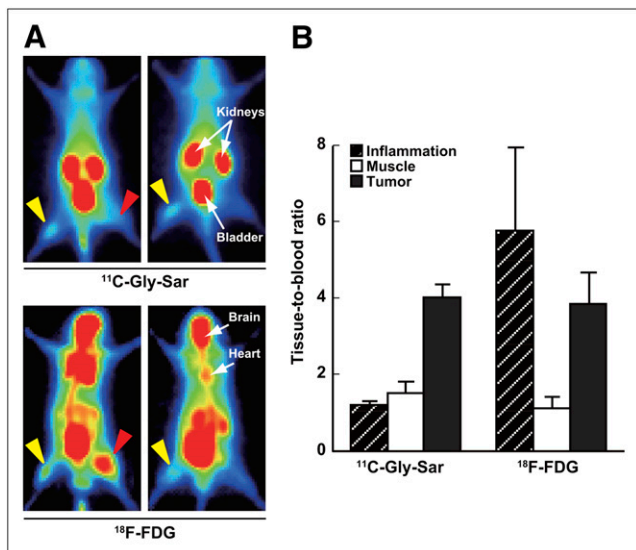 A
Kidneys
Bladder
¹¹C-Gly-Sar
Brain
Heart
¹⁸F-FDG
B
Tissue-to-blood ratio
8
6
4
2
0
Inflammation
Muscle
Tumor
¹¹C-Gly-Sar
¹⁸F-FDG